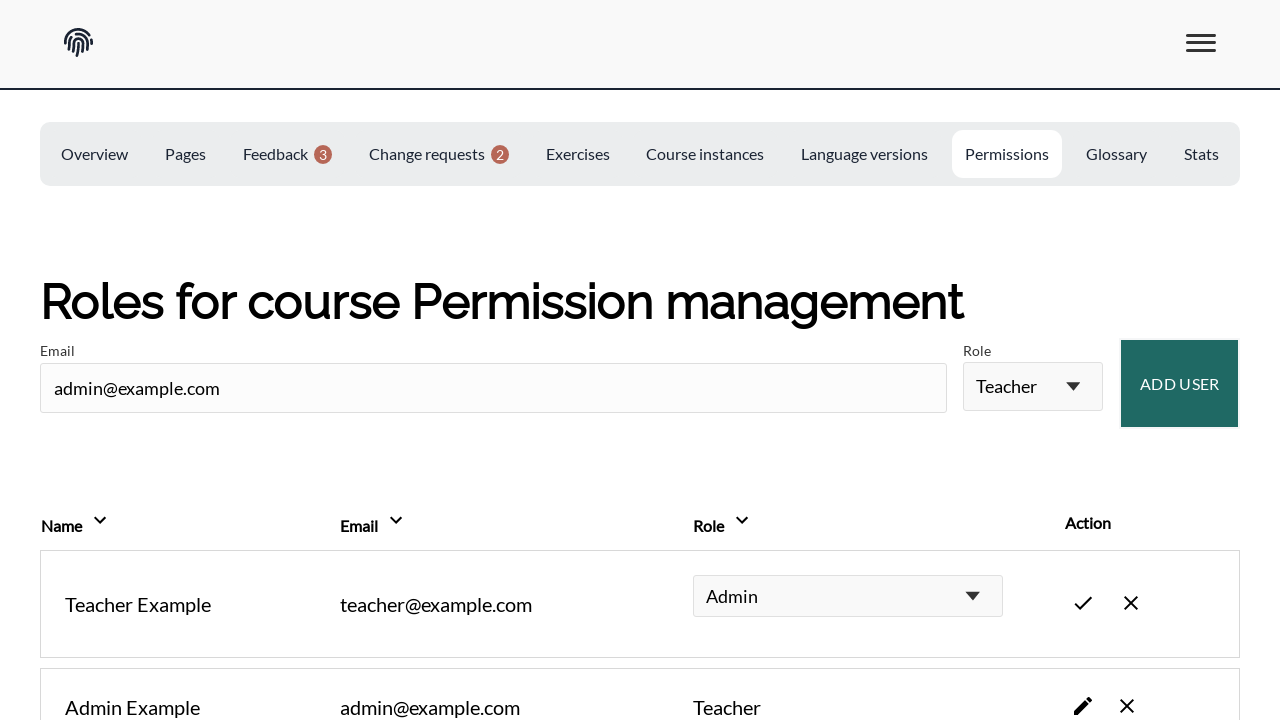 Overview Pages Feedback 3 Change requests 2 Exercises Course instances Language versions Permissions Glossary Stats
Roles for course Permission management
Email Role
admin@example.com Teacher ADD USER
Name Email Role Action
Teacher Example teacher@example.com Admin
Admin Example admin@example.com Teacher